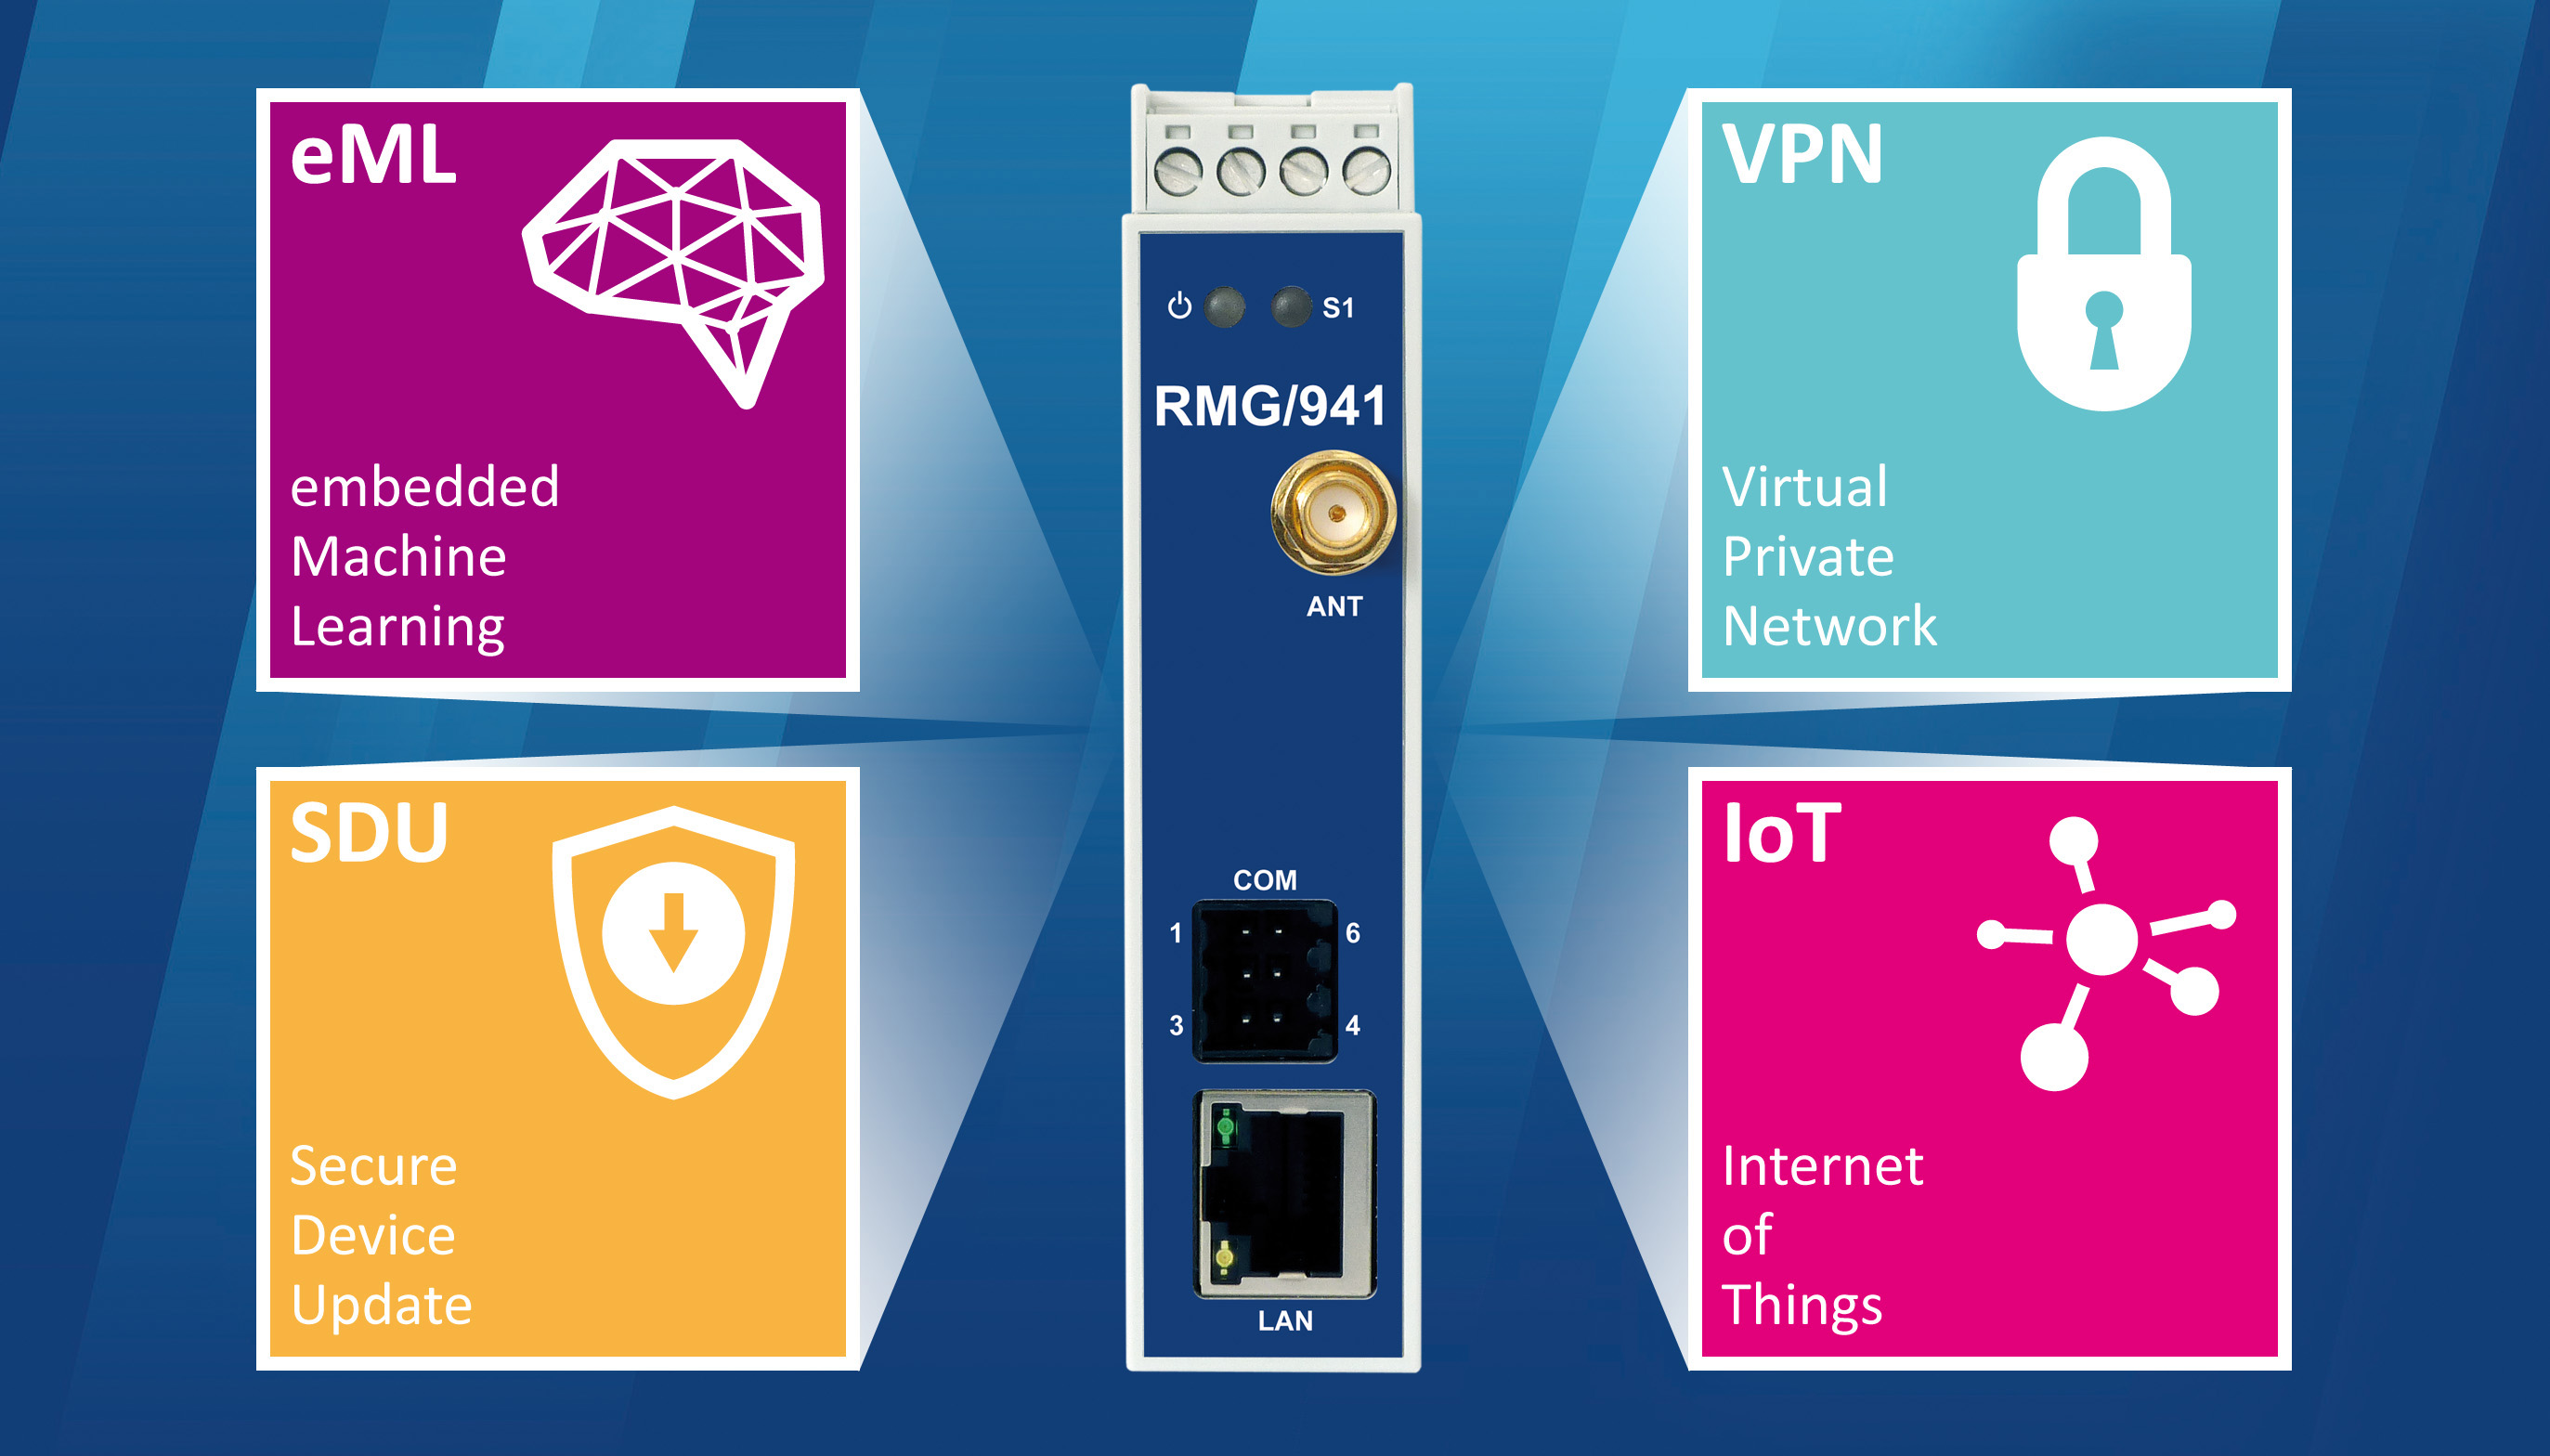 eML
embedded
Machine
Learning
SDU
Secure
Device
Update
S1
RMG/941
ANT
COM
1 6
3 4
LAN
VPN
Virtual
Private
Network
IoT
Internet
of
Things